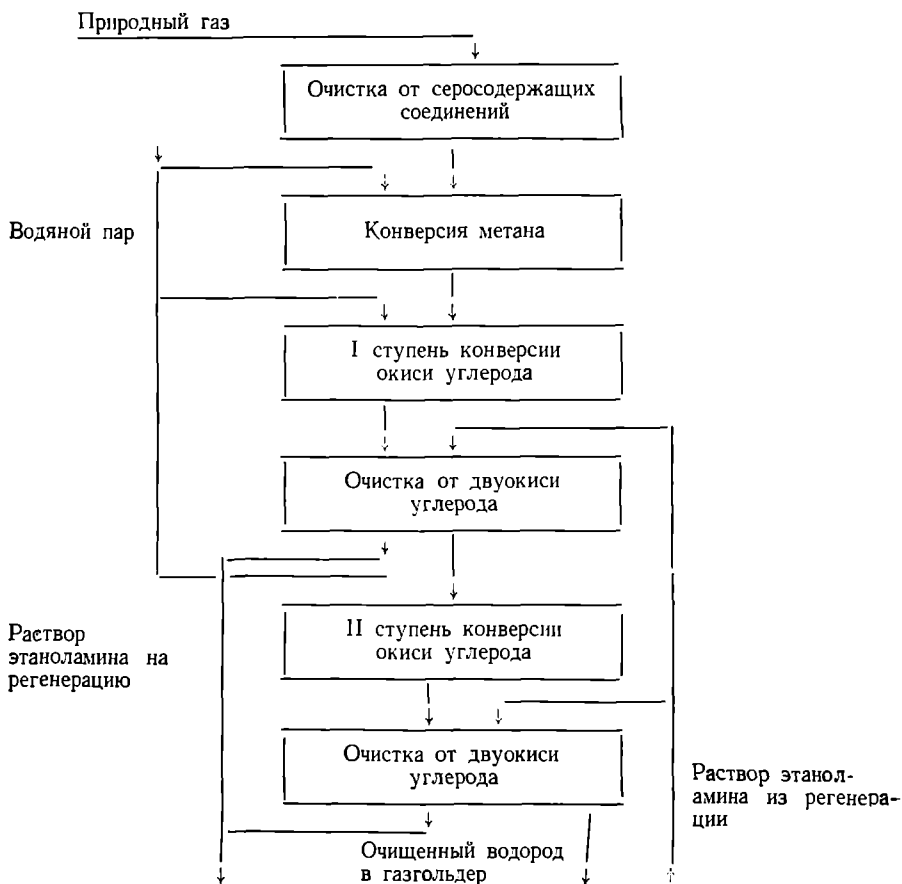 Природный газ
Очистка от серосодержащих
соединений
Водяной пар
Конверсия метана
I ступень конверсии
окиси углерода
Очистка от двуокиси
углерода
Раствор
этаноламина на
регенерацию
II ступень конверсии
окиси углерода
Очистка от двуокиси
углерода
Раствор этанол-
амина из регенера-
ции
Очищенный водород
в газгольдер